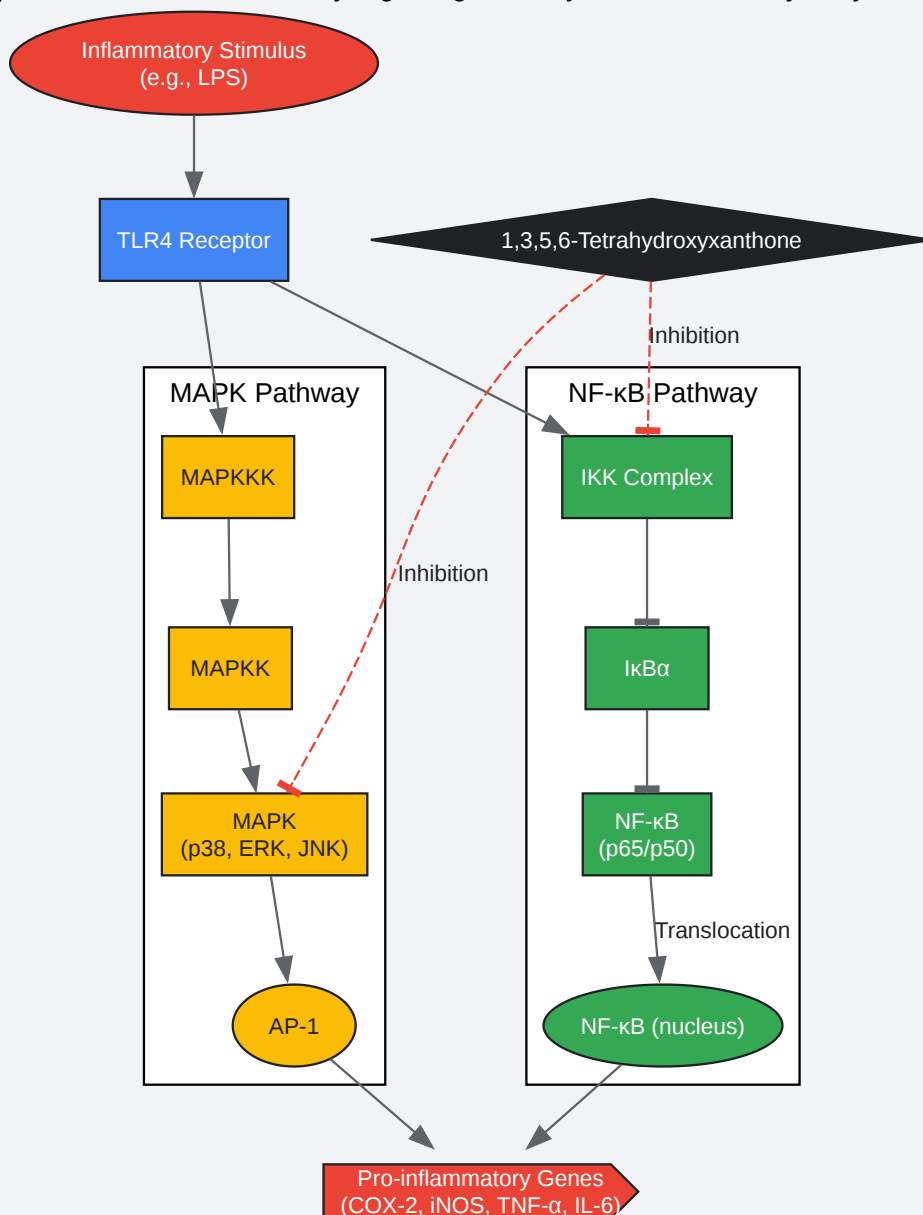 Inflammatory Stimulus
(e.g., LPS)
TLR4 Receptor
1,3,5,6-Tetrahydroxyxanthone
Inhibition
MAPK Pathway
NF-κB Pathway
MAPKKK
IKK Complex
Inhibition
MAPKK
IκBα
MAPK
(p38, ERK, JNK)
NF-κB
(p65/p50)
Translocation
AP-1
NF-κB (nucleus)
Pro-inflammatory Genes
(COX-2, iNOS, TNF-α, IL-6)